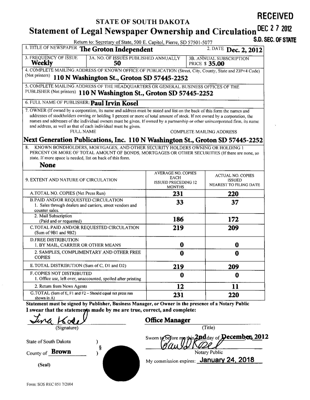 RECEIVED
STATE OF SOUTH DAKOTA
Statement of Legal Newspaper Ownership and Circulation DEC 27 2012
Return to: Secretary of State, 500 E. Capitol, Pierre, SD 57501-5077
S.D. SEC. OF STATE
1. TITLE OF NEWSPAPER The Groton Independent
2. DATE Dec. 2, 2012
3. FREQUENCY OF ISSUE
Weekly
3A. NO. OF ISSUES PUBLISHED ANNUALLY
50
3B. ANNUAL SUBSCRIPTION
PRICE $ 35.00
4. COMPLETE MAILING ADDRESS OF KNOWN OFFICE OF PUBLICATION (Street, City, County, State and ZIP+4 Code)
(Not printers) 110 N Washington St., Groton SD 57445-2252
5. COMPLETE MAILING ADDRESS OF THE HEADQUARTERS OR GENERAL BUSINESS OFFICES OF THE
PUBLISHER (Not printer) 110 N Washington St., Groton SD 57445-2252
6. FULL NAME OF PUBLISHER: Paul Irvin Kosel
7. OWNER (If owned by a corporation, its name and address must be stated and list on the back of this form the names and
addresses of stockholders owning or holding 1 percent or more of total amount of stock. If not owned by a corporation, the
names and addresses of the individual owners must be given. If owned by a partnership or other unincorporated firm, its name
and address, as well as that of each individual must be given.
FULL NAME
COMPLETE MAILING ADDRESS
Next Generation Publications, Inc. 110 N Washington St., Groton SD 57445-2252
8. KNOWN BONDHOLDERS, MORTGAGES, AND OTHER SECURITY HOLDERS OWNING OR HOLDING 1
PERCENT OR MORE OF TOTAL AMOUNT OF BONDS, MORTGAGES OR OTHER SECURITIES (If there are none, so
state. If more space is needed, list on back of this form.
None
9. EXTENT AND NATURE OF CIRCULATION
AVERAGE NO. COPIES
EACH
ISSUES PRECEDING 12
MONTHS
ACTUAL NO. COPIES
ISSUED
NEAREST TO FILING DATE
A. TOTAL NO. COPIES (Net Press Run) 231 220
B. PAID AND/OR REQUESTED CIRCULATION
1. Sales through dealers and carriers, street vendors and
counter sales 33 37
2. Mail Subscription
(Paid and or requested) 186 172
C. TOTAL PAID AND/OR REQUESTED CIRCULATION
(Sum of 9B1 and 9B2) 219 209
D. FREE DISTRIBUTION
1. BY MAIL, CARRIER OR OTHER MEANS 0 0
2. SAMPLES, COMPLIMENTARY AND OTHER FREE
COPIES 0 0
E. TOTAL DISTRIBUTION (Sum of C, D1 and D2) 219 209
F. COPIES NOT DISTRIBUTED
1. Office use, left over, unaccounted, spoiled after printing 0 0
2. Return from News Agents 12 11
G. TOTAL (Sum of E, F1 and F2 - Should equal net press run
shown in A) 231 220
Statement must be signed by Publisher, Business Manager, or Owner in the presence of a Notary Public
I swear that the statements made by me are true, correct, and complete:
Tina Kosel Office Manager
(Signature) (Title)
State of South Dakota )
) §
County of Brown )
(Seal)
Sworn to before me this 2nd day of December, 2012
Paul I Kosel
Notary Public
My commission expires: January 24, 2018
Form: SOS REC 051 7/2004